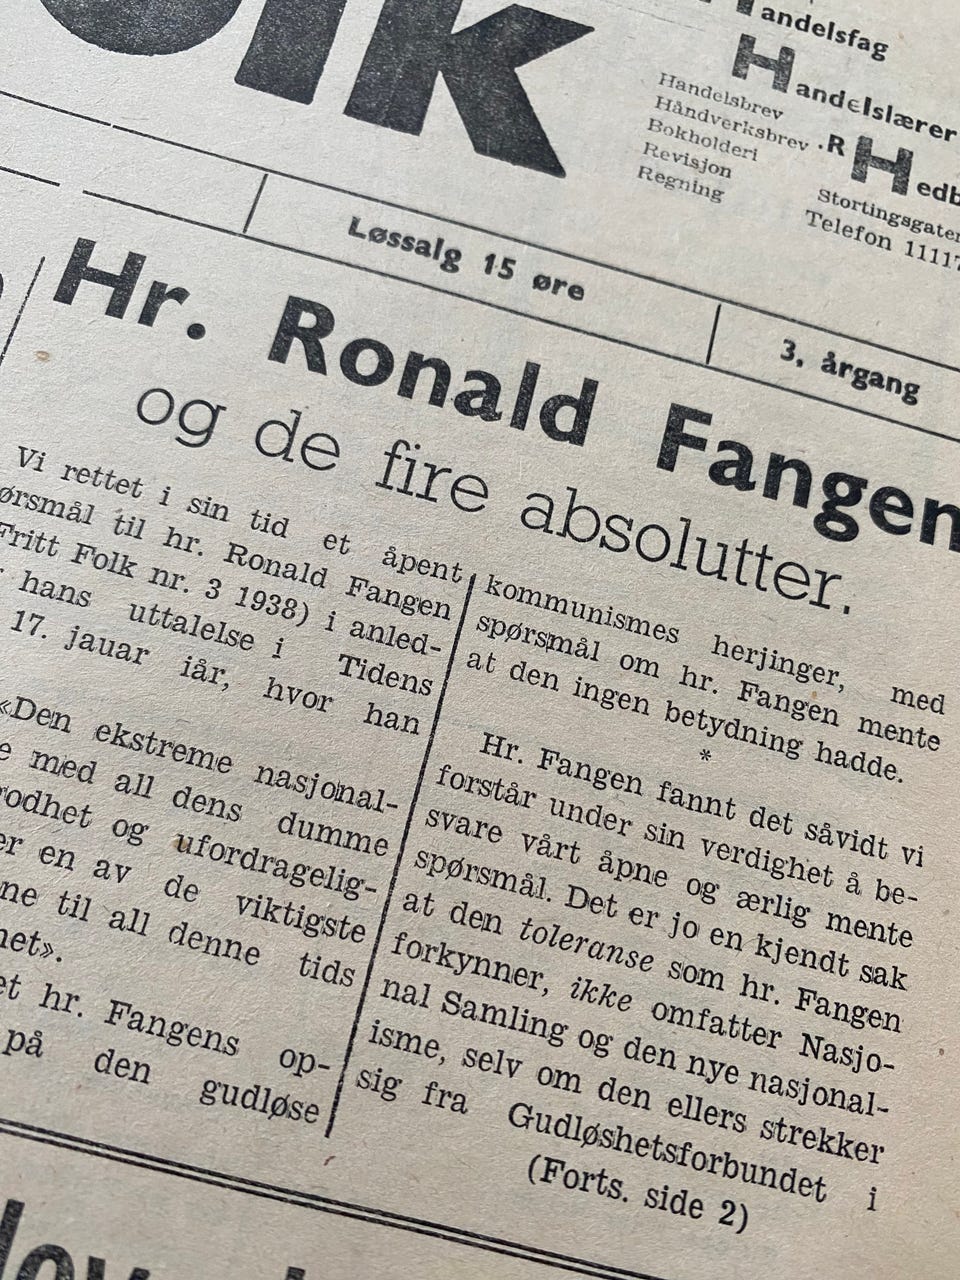 olk
Handelsfag
Handelslærer
Handelsbrev
Håndverksbrev
Bokholderi
Revisjon
Regning
.R Hedb
Stortingsgaten
Telefon 11117
Løssalg 15 øre
3. årgang
Hr. Ronald Fangen
og de fire absolutter.
Vi rettet i sin tid et åpent
ørsmål til hr. Ronald Fangen
Fritt Folk nr. 3 1938) i anled-
hans uttalelse i Tidens
17. jauar iår, hvor han
«Den ekstreme nasjonal-
e med all dens dumme
rodhet og ufordragelig-
er en av de viktigste
ne til all denne tids
het».
et hr. Fangens op-
på den gudløse
kommunismes herjinger, med
spørsmål om hr. Fangen mente
at den ingen betydning hadde.
*
Hr. Fangen fannt det såvidt vi
forstår under sin verdighet å be-
svare vårt åpne og ærlig mente
spørsmål. Det er jo en kjendt sak
at den toleranse som hr. Fangen
forkynner, ikke omfatter Nasjo-
nal Samling og den nye nasjonal-
isme, selv om den ellers strekker
sig fra Gudløshetsforbundet i
(Forts. side 2)